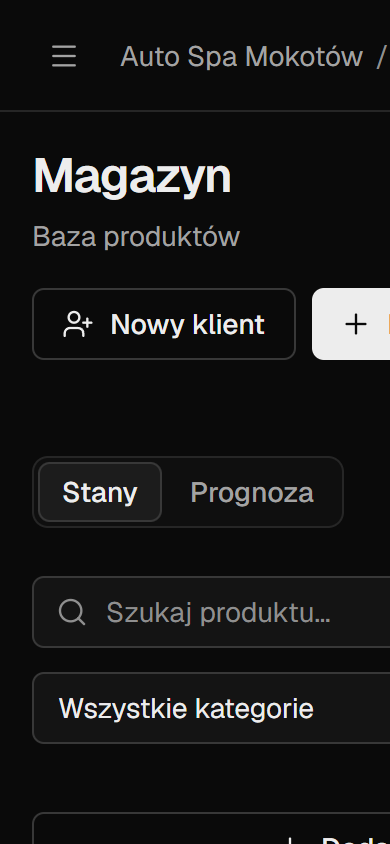 Auto Spa Mokotów /
Magazyn
Baza produktów
Nowy klient
Stany Prognoza
Szukaj produktu...
Wszystkie kategorie